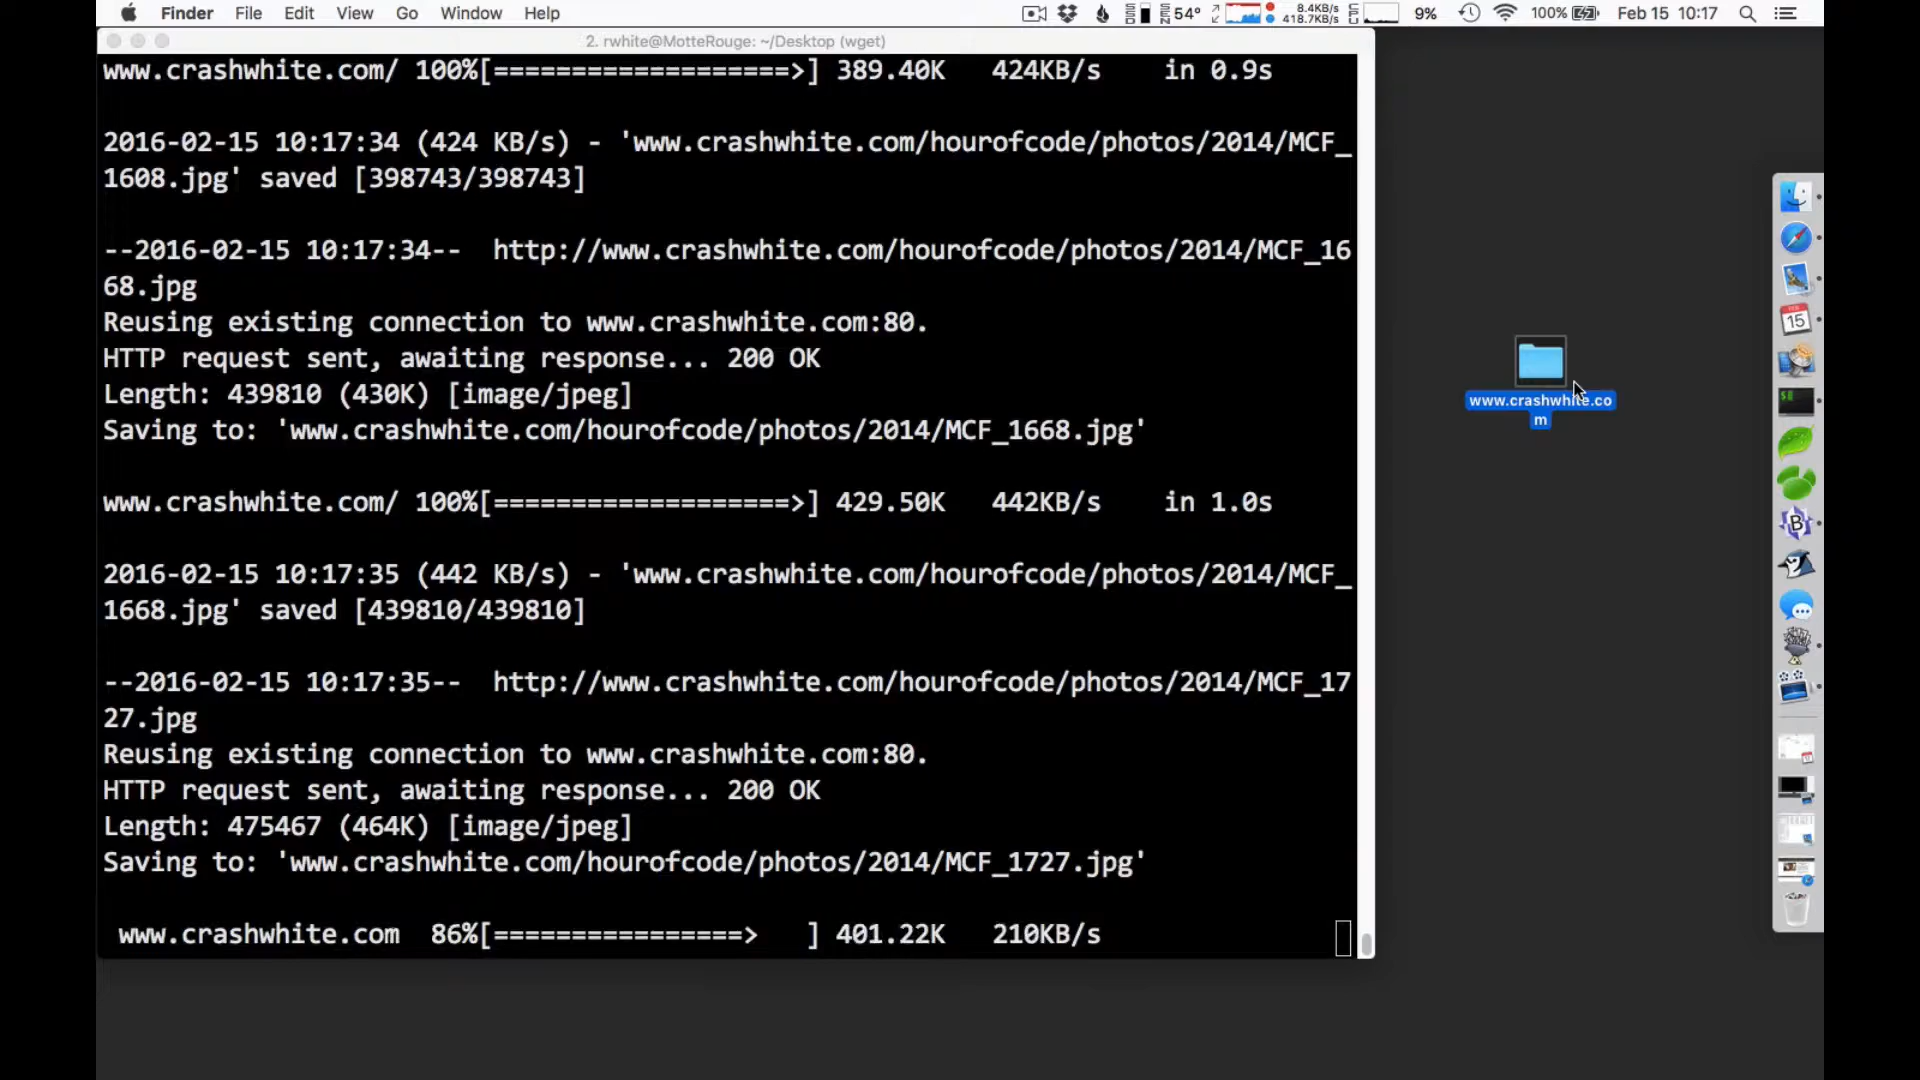 Finder File Edit View Go Window Help 54° 8.4KB/s 418.7KB/s 9% 100% Feb 15 10:17
2. rwhite@MotteRouge: ~/Desktop (wget)
www.crashwhite.com/ 100%[===================>] 389.40K 424KB/s in 0.9s
2016-02-15 10:17:34 (424 KB/s) - 'www.crashwhite.com/hourofcode/photos/2014/MCF_
1608.jpg' saved [398743/398743]
--2016-02-15 10:17:34-- http://www.crashwhite.com/hourofcode/photos/2014/MCF_16
68.jpg
Reusing existing connection to www.crashwhite.com:80.
HTTP request sent, awaiting response... 200 OK
Length: 439810 (430K) [image/jpeg]
Saving to: 'www.crashwhite.com/hourofcode/photos/2014/MCF_1668.jpg'
www.crashwhite.com/ 100%[===================>] 429.50K 442KB/s in 1.0s
2016-02-15 10:17:35 (442 KB/s) - 'www.crashwhite.com/hourofcode/photos/2014/MCF_
1668.jpg' saved [439810/439810]
--2016-02-15 10:17:35-- http://www.crashwhite.com/hourofcode/photos/2014/MCF_17
27.jpg
Reusing existing connection to www.crashwhite.com:80.
HTTP request sent, awaiting response... 200 OK
Length: 475467 (464K) [image/jpeg]
Saving to: 'www.crashwhite.com/hourofcode/photos/2014/MCF_1727.jpg'
www.crashwhite.com 86%[================> ] 401.22K 210KB/s
www.crashwhite.co
m
15